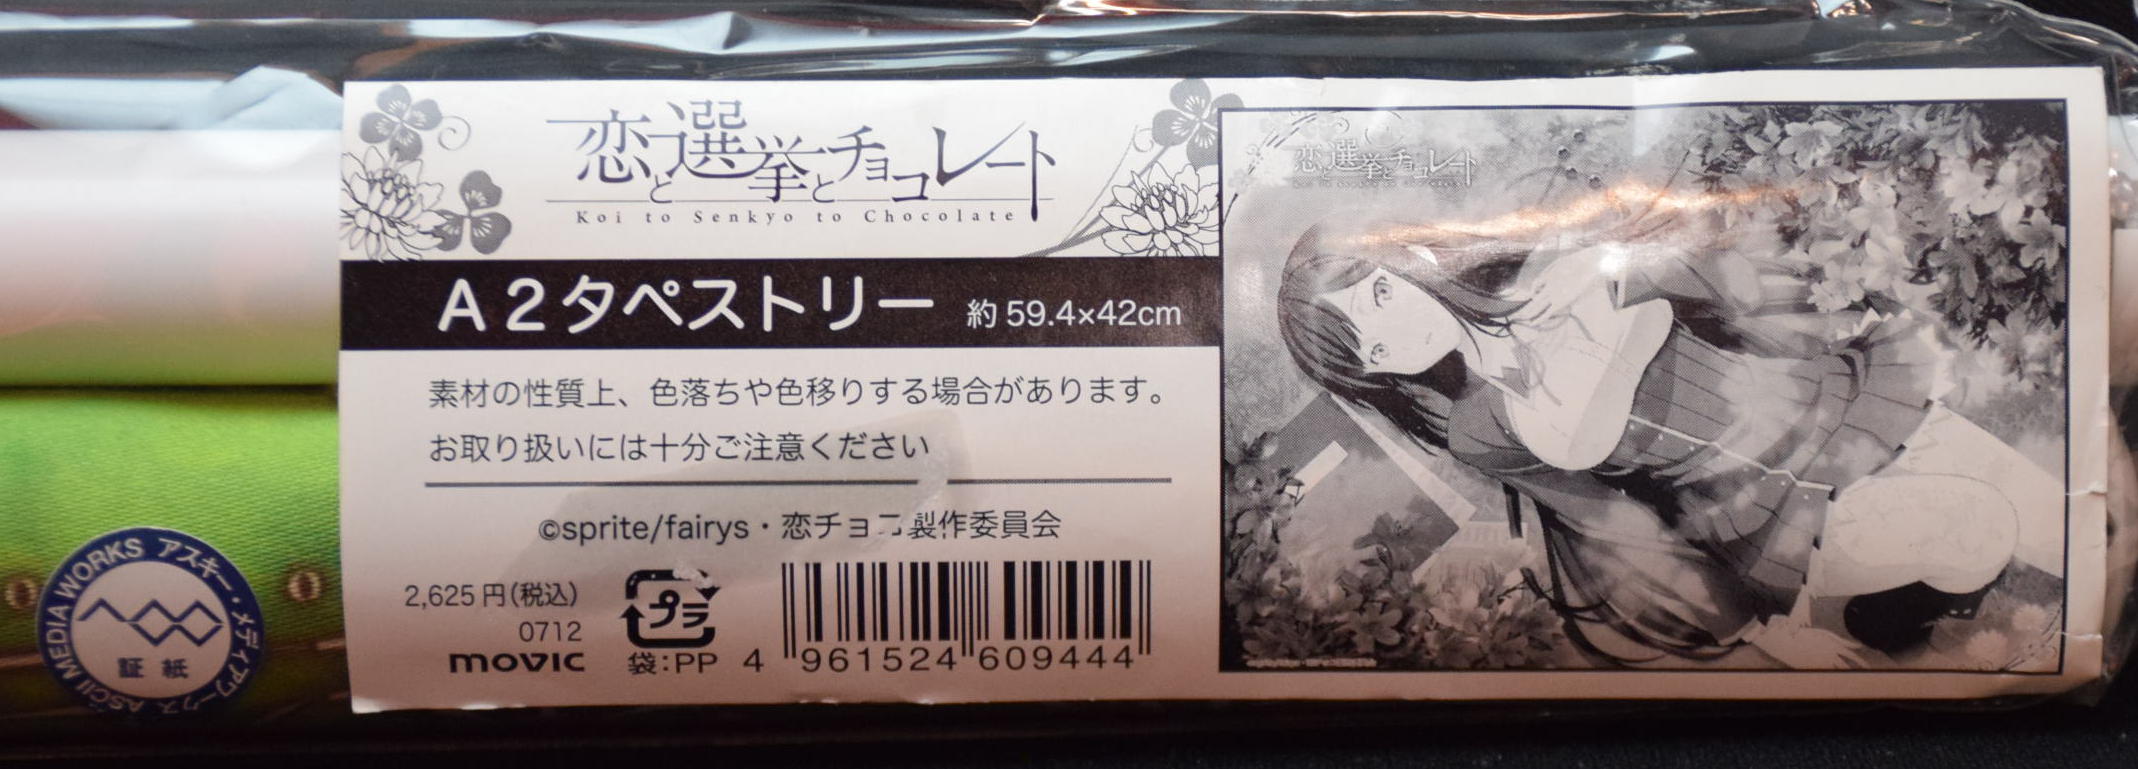 恋と選挙とチョコレート
Koi to Senkyo to Chocolate
A2タペストリー 約59.4×42cm
素材の性質上、色落ちや色移りする場合があります。
お取り扱いには十分ご注意ください
©sprite/fairys・恋チョコ製作委員会
2,625円(税込)
0712
movic
プラ
袋:PP
4 961524 609444
恋と選挙とチョコレート
ASCII MEDIA WORKS アスキー・メディアワークス
証紙